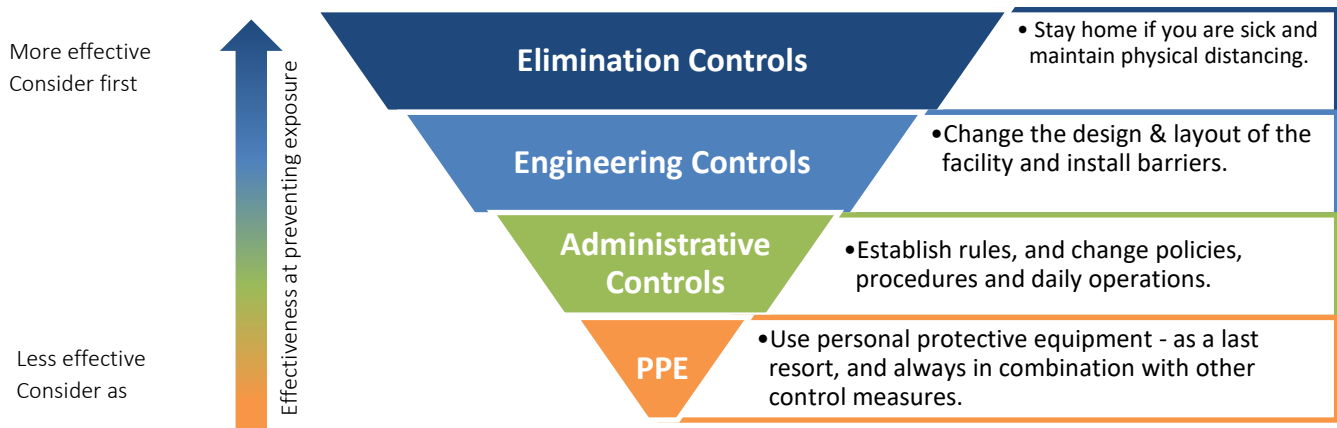 More effective
Consider first
Less effective
Consider as
Effectiveness at preventing exposure
Elimination Controls
• Stay home if you are sick and
maintain physical distancing.
Engineering Controls
•Change the design & layout of the
facility and install barriers.
Administrative
Controls
•Establish rules, and change policies,
procedures and daily operations.
PPE
•Use personal protective equipment - as a last
resort, and always in combination with other
control measures.